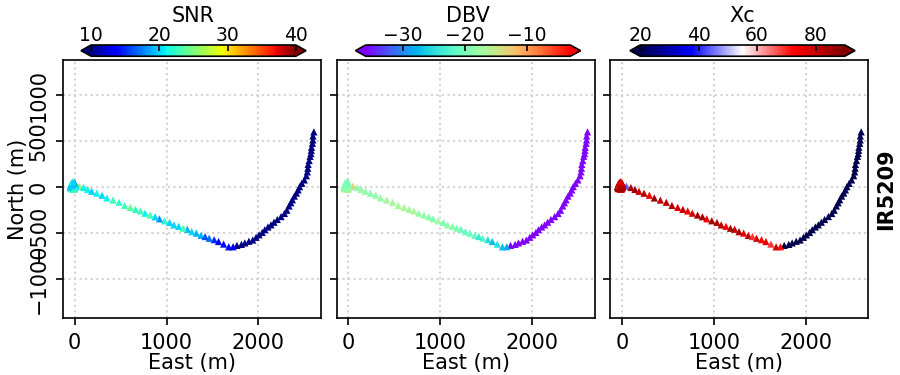 SNR DBV Xc
10 20 30 40 −30 −20 −10 20 40 60 80
North (m)
1000
500
0
−500
−1000
IR5209
0 1000 2000 0 1000 2000 0 1000 2000
East (m) East (m) East (m)